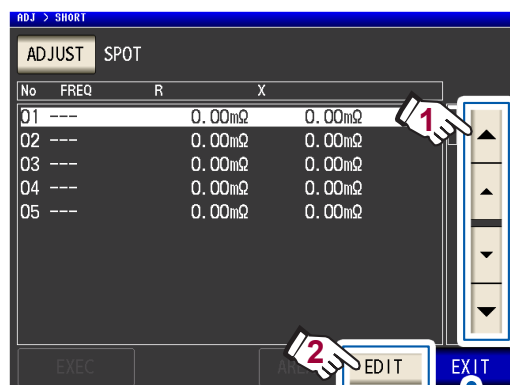 ADJ > SHORT
ADJUST SPOT
No FREQ R X
01 --- 0.00mΩ 0.00mΩ
02 --- 0.00mΩ 0.00mΩ
03 --- 0.00mΩ 0.00mΩ
04 --- 0.00mΩ 0.00mΩ
05 --- 0.00mΩ 0.00mΩ
1
2
EXEC EDIT EXIT